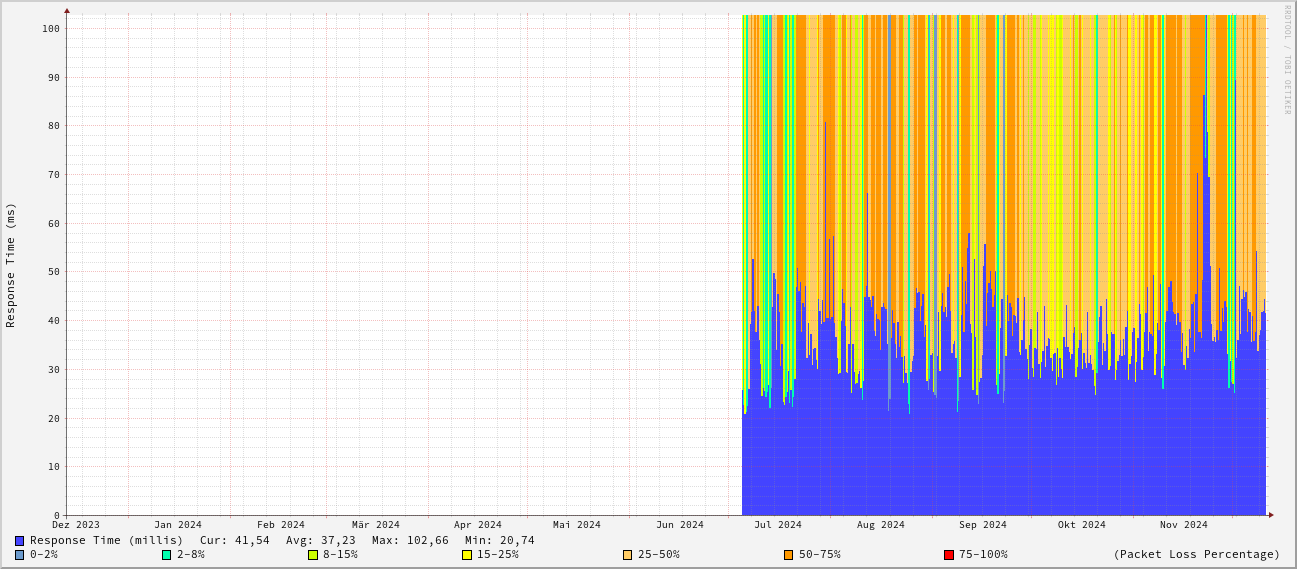 RRDTOOL / TOBI OETIKER
Response Time (ms)
100
90
80
70
60
50
40
30
20
10
0
Dez 2023 Jan 2024 Feb 2024 Mär 2024 Apr 2024 Mai 2024 Jun 2024 Jul 2024 Aug 2024 Sep 2024 Okt 2024 Nov 2024
Response Time (millis) Cur: 41,54 Avg: 37,23 Max: 102,66 Min: 20,74
0-2% 2-8% 8-15% 15-25% 25-50% 50-75% 75-100% (Packet Loss Percentage)